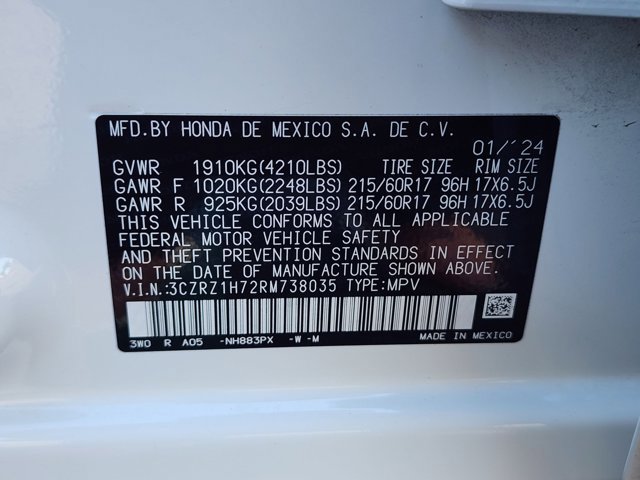 MFD.BY HONDA DE MEXICO S.A. DE C.V.
01/'24
GVWR 1910KG(4210LBS) TIRE SIZE RIM SIZE
GAWR F 1020KG(2248LBS) 215/60R17 96H 17X6.5J
GAWR R 925KG(2039LBS) 215/60R17 96H 17X6.5J
THIS VEHICLE CONFORMS TO ALL APPLICABLE
FEDERAL MOTOR VEHICLE SAFETY
AND THEFT PREVENTION STANDARDS IN EFFECT
ON THE DATE OF MANUFACTURE SHOWN ABOVE.
V.I.N.:3CZRZ1H72RM738035 TYPE:MPV
3W0 R A05 -NH883PX -W -M MADE IN MEXICO